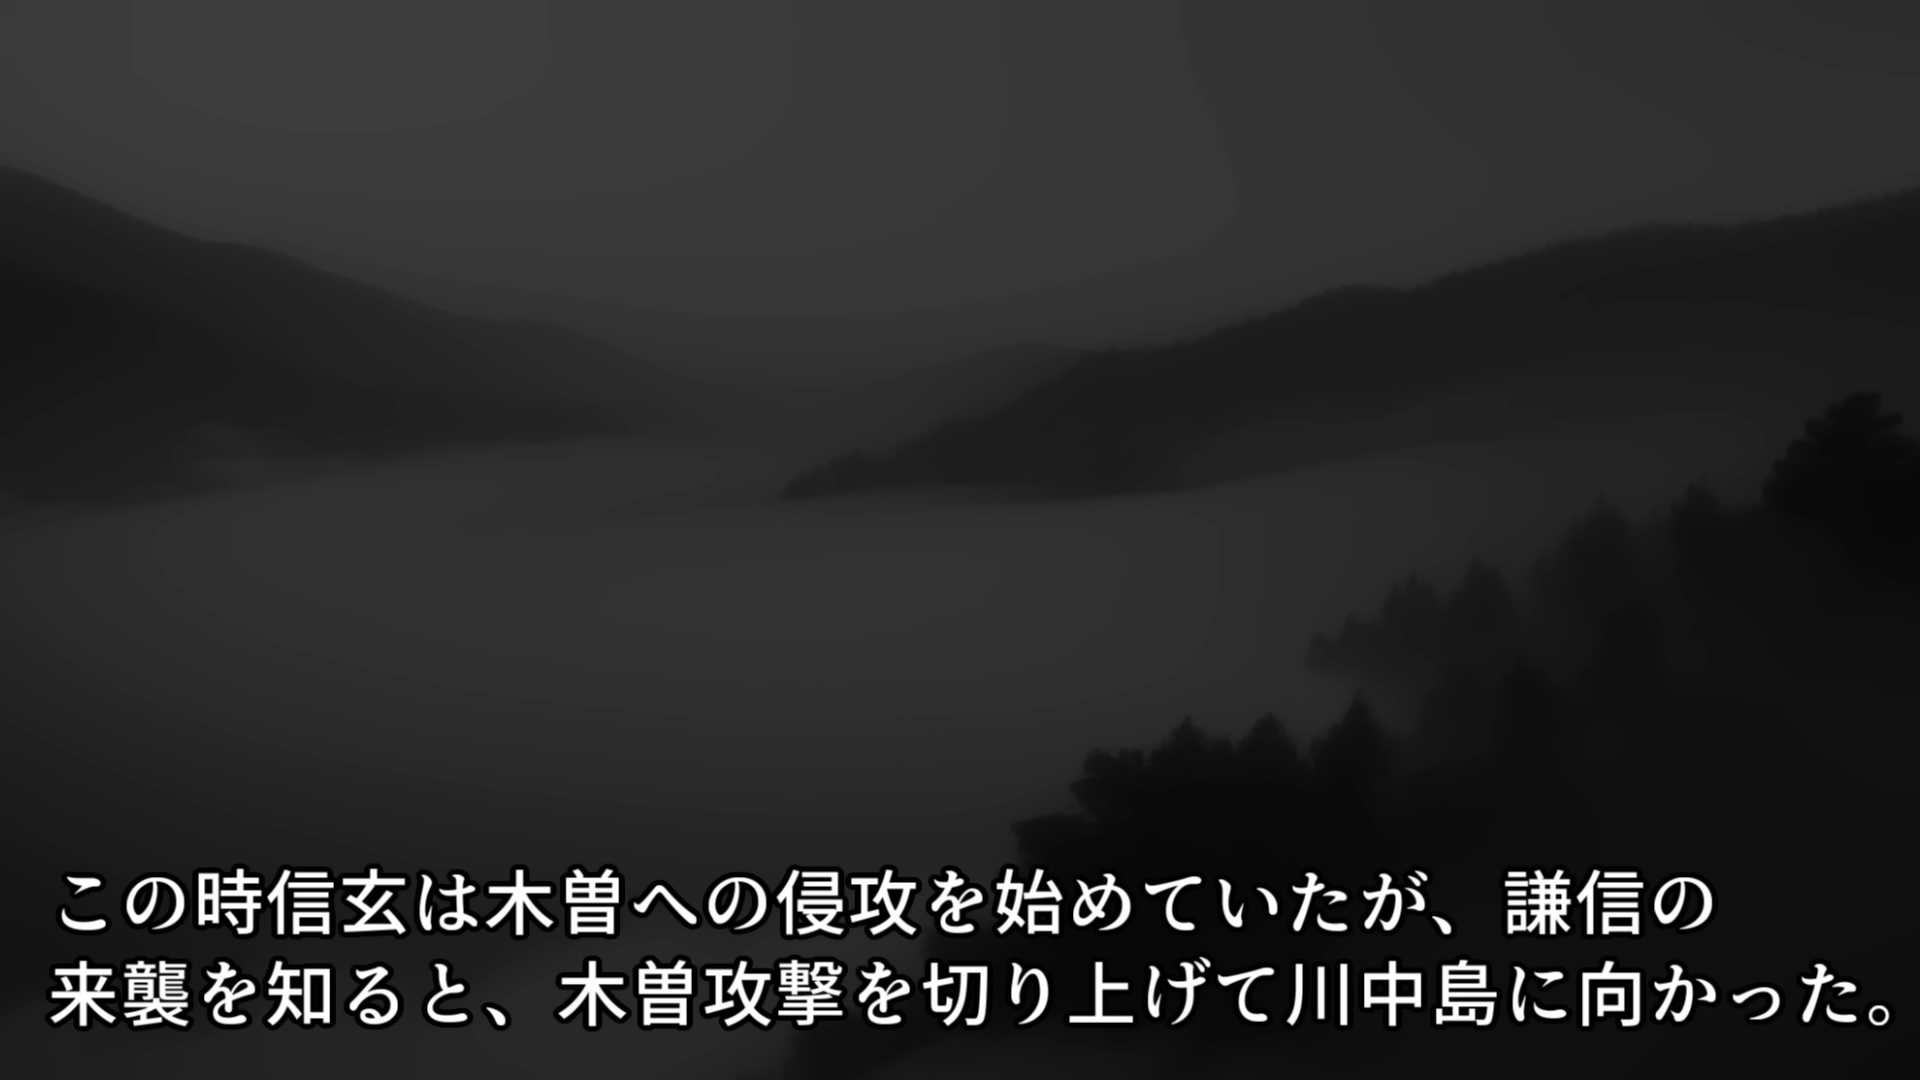 この時信玄は木曽への侵攻を始めていたが、謙信の
来襲を知ると、木曽攻撃を切り上げて川中島に向かった。